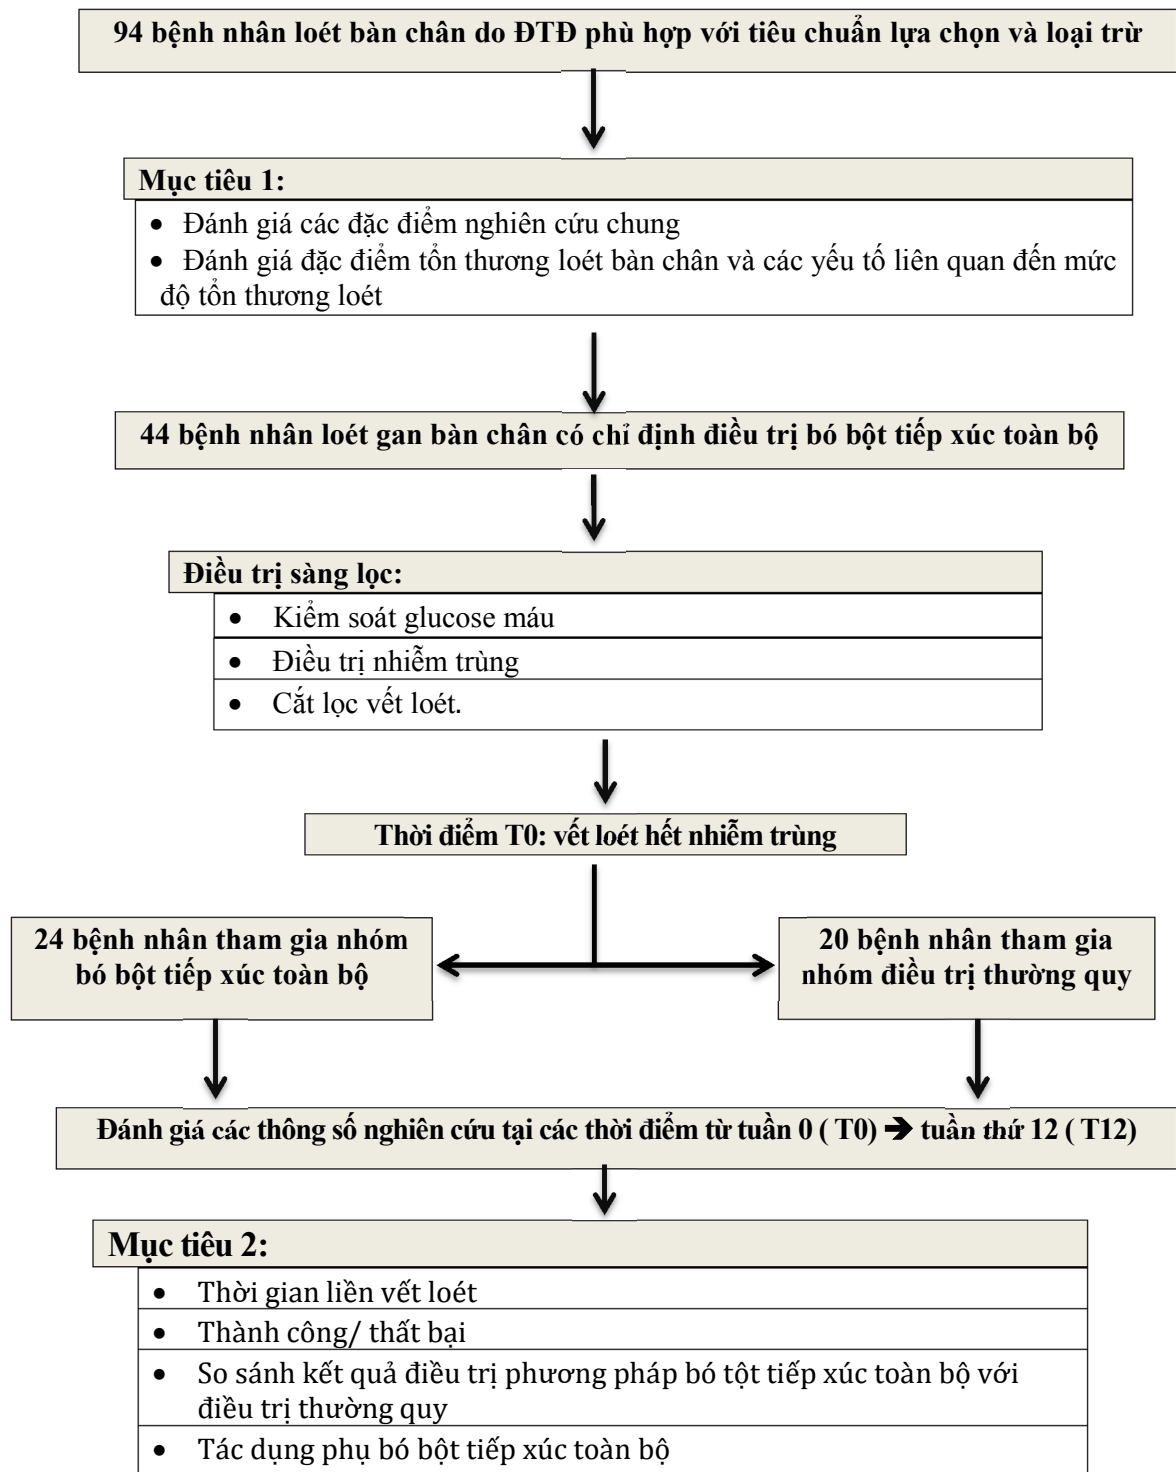 94 bệnh nhân loét bàn chân do ĐTĐ phù hợp với tiêu chuẩn lựa chọn và loại trừ
Mục tiêu 1:
• Đánh giá các đặc điểm nghiên cứu chung
• Đánh giá đặc điểm tổn thương loét bàn chân và các yếu tố liên quan đến mức
độ tổn thương loét
44 bệnh nhân loét gan bàn chân có chỉ định điều trị bó bột tiếp xúc toàn bộ
Điều trị sàng lọc:
• Kiểm soát glucose máu
• Điều trị nhiễm trùng
• Cắt lọc vết loét.
Thời điểm T0: vết loét hết nhiễm trùng
24 bệnh nhân tham gia nhóm
bó bột tiếp xúc toàn bộ
20 bệnh nhân tham gia
nhóm điều trị thường quy
Đánh giá các thông số nghiên cứu tại các thời điểm từ tuần 0 ( T0) ➔ tuần thứ 12 ( T12)
Mục tiêu 2:
• Thời gian liền vết loét
• Thành công/ thất bại
• So sánh kết quả điều trị phương pháp bó tột tiếp xúc toàn bộ với
điều trị thường quy
• Tác dụng phụ bó bột tiếp xúc toàn bộ